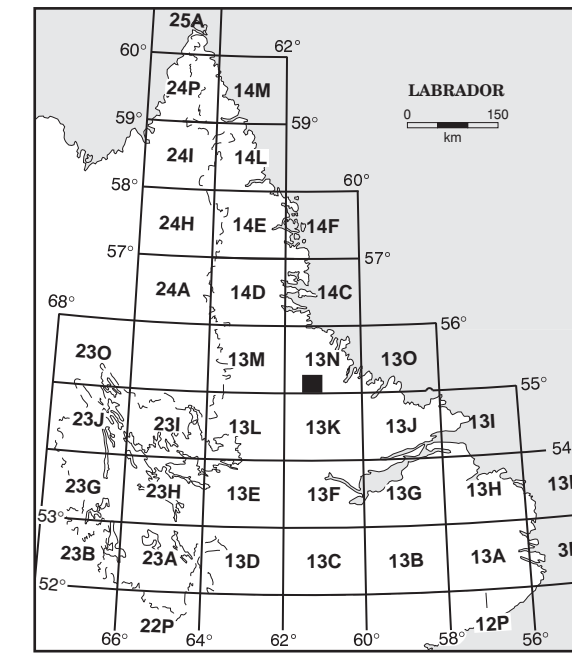 25A
60° 62°
24P 14M
LABRADOR
0 150
km
59° 59°
24I 14L
58° 60°
24H 14E 14F
57° 57°
24A 14D 14C
68° 56°
23O 13M 13N 13O
55°
23J 23I 13L 13K 13J 13I
54
23G 23H 13E 13F 13G 13H
53°
23B 23A 13D 13C 13B 13A
52°
22P 12P
66° 64° 62° 60° 58° 56°